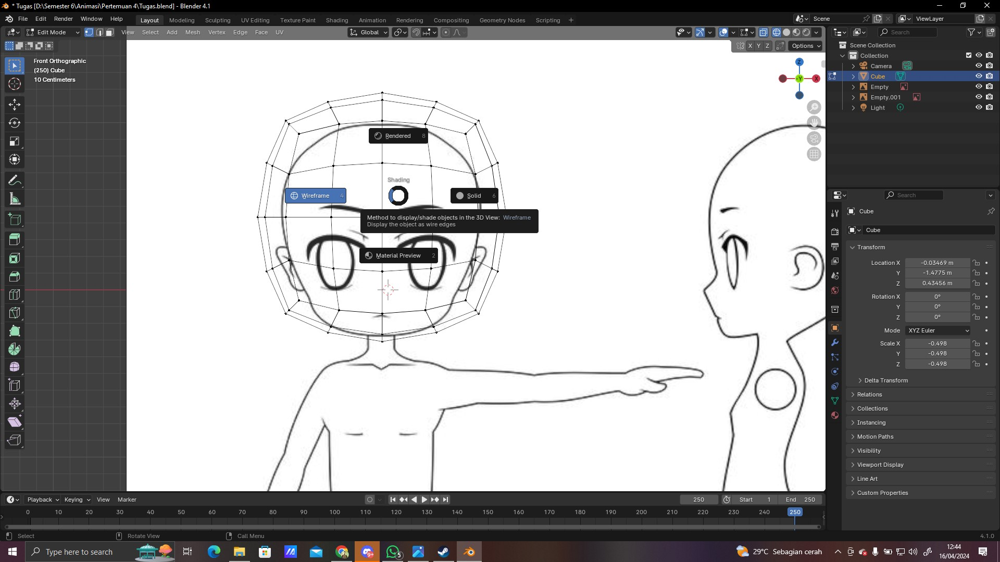 * Tugas [D:\Semester 6\Animasi\Pertemuan 4\Tugas.blend] - Blender 4.1
File Edit Render Window Help
Layout Modeling Sculpting UV Editing Texture Paint Shading Animation Rendering Compositing Geometry Nodes Scripting +
Scene
ViewLayer
Edit Mode
View Select Add Mesh Vertex Edge Face UV
Global
Search
X Y Z
Options
Front Orthographic
(250) Cube
10 Centimeters
Z
-Y
X
Scene Collection
Collection
Camera
Cube
Empty
Empty.001
Light
Rendered 8
Shading
Wireframe 4
Solid 6
Method to display/shade objects in the 3D View: Wireframe
Display the object as wire edges
Material Preview 2
Search
Cube
Cube
Transform
Location X -0.03469 m
Y -1.4775 m
Z 0.43456 m
Rotation X 0°
Y 0°
Z 0°
Mode XYZ Euler
Scale X -0.498
Y -0.498
Z -0.498
Delta Transform
Relations
Collections
Instancing
Motion Paths
Visibility
Viewport Display
Line Art
Custom Properties
Playback Keying View Marker
250
Start 1
End 250
0 10 20 30 40 50 60 70 80 90 100 110 120 130 140 150 160 170 180 190 200 210 220 230 240 250
Select
Rotate View
Call Menu
4.1.0
Type here to search
9+
5
29°C Sebagian cerah
12:44
16/04/2024